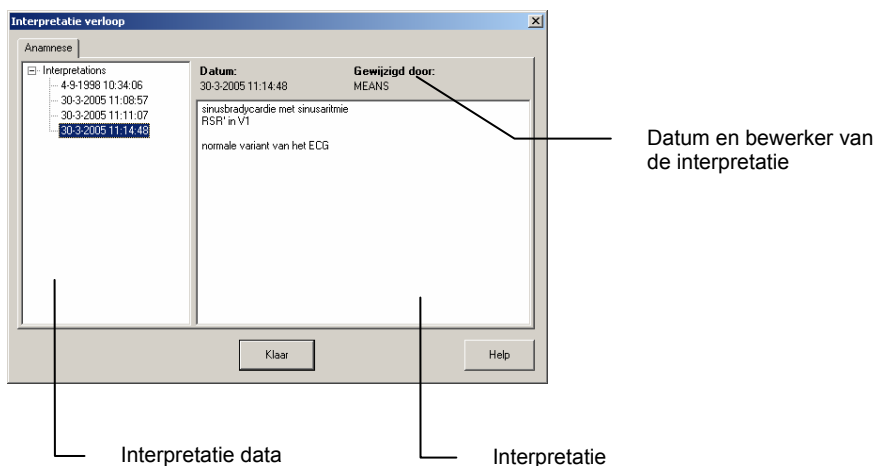 Interpretatie verloop
Anamnese
Interpretations
4-9-1998 10:34:06
30-3-2005 11:08:57
30-3-2005 11:11:07
30-3-2005 11:14:48
Datum: Gewijzigd door:
30-3-2005 11:14:48 MEANS
sinusbradycardie met sinusaritmie
RSR' in V1
normale variant van het ECG
Klaar
Help
Datum en bewerker van
de interpretatie
Interpretatie data
Interpretatie